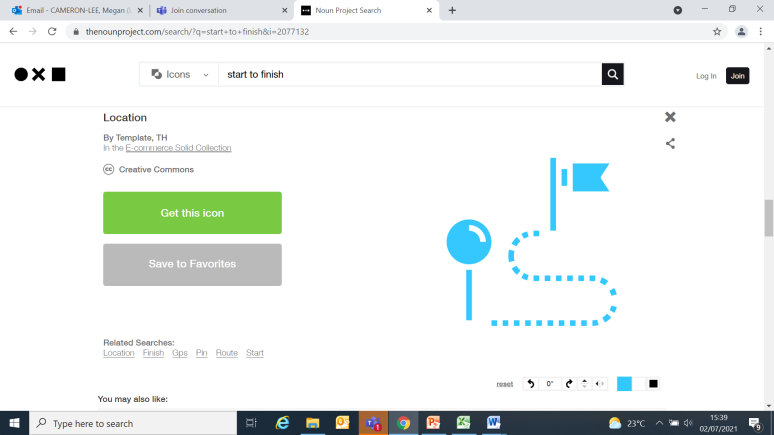 Email - CAMERON-LEE, Megan (
Join conversation
Noun Project Search
thenounproject.com/search/?q=start+to+finish&i=2077132
Icons
start to finish
Log In
Join
Location
By Template, TH
In the E-commerce Solid Collection
cc Creative Commons
Get this icon
Save to Favorites
Related Searches:
Location Finish Gps Pin Route Start
reset
0°
You may also like:
Type here to search
23°C
15:39
02/07/2021